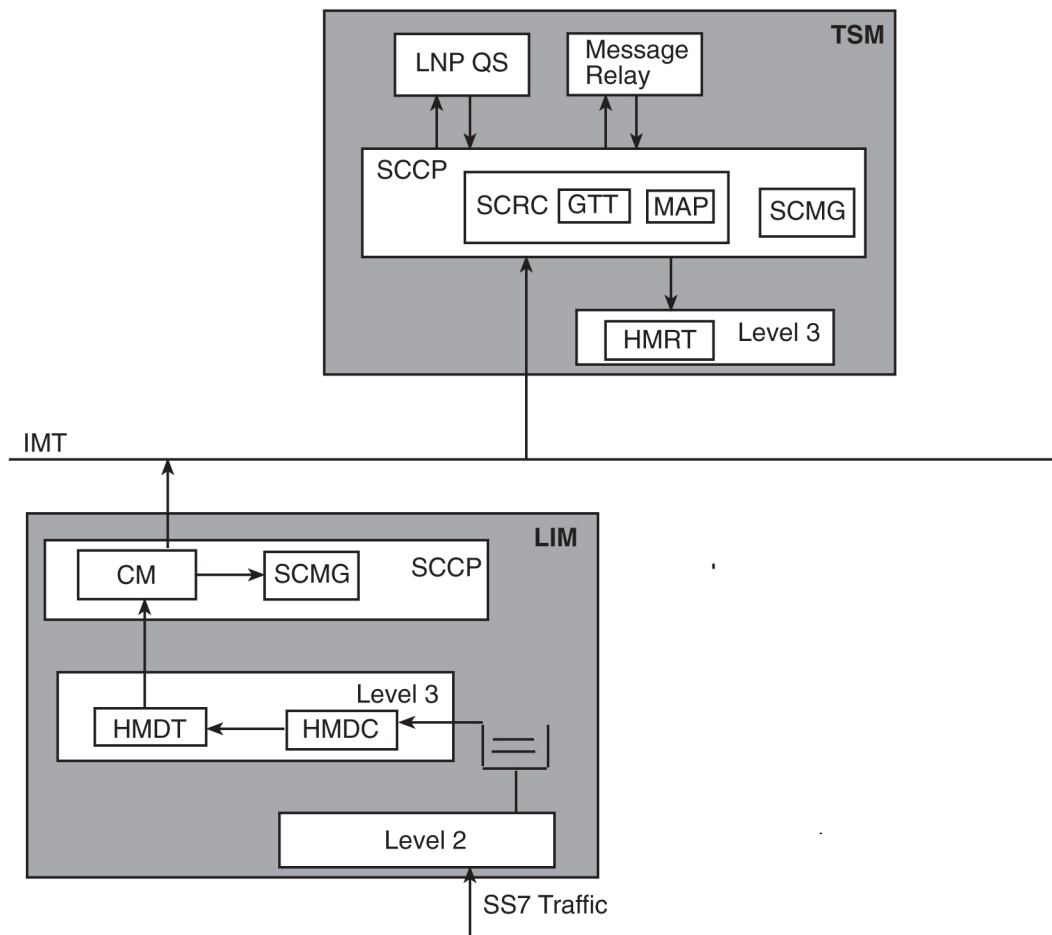 TSM
LNP QS
Message
Relay
SCCP
SCRC
GTT
MAP
SCMG
HMRT
Level 3
IMT
LIM
CM
SCMG
SCCP
Level 3
HMDT
HMDC
Level 2
SS7 Traffic